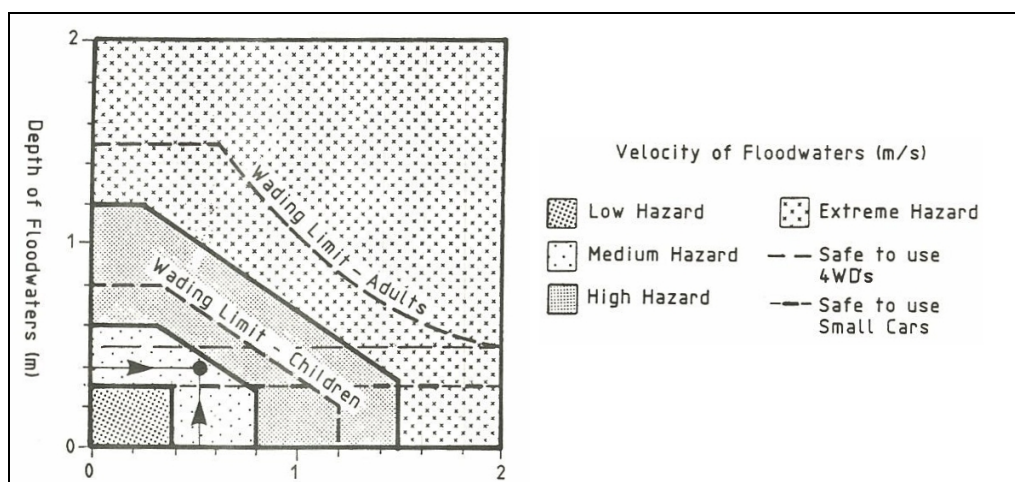 2
1
0
Depth of Floodwaters (m)
Wading Limit - Adults
Wading Limit - Children
0
1
2
Velocity of Floodwaters (m/s)
Low Hazard
Medium Hazard
High Hazard
Extreme Hazard
Safe to use
4WD's
Safe to use
Small Cars